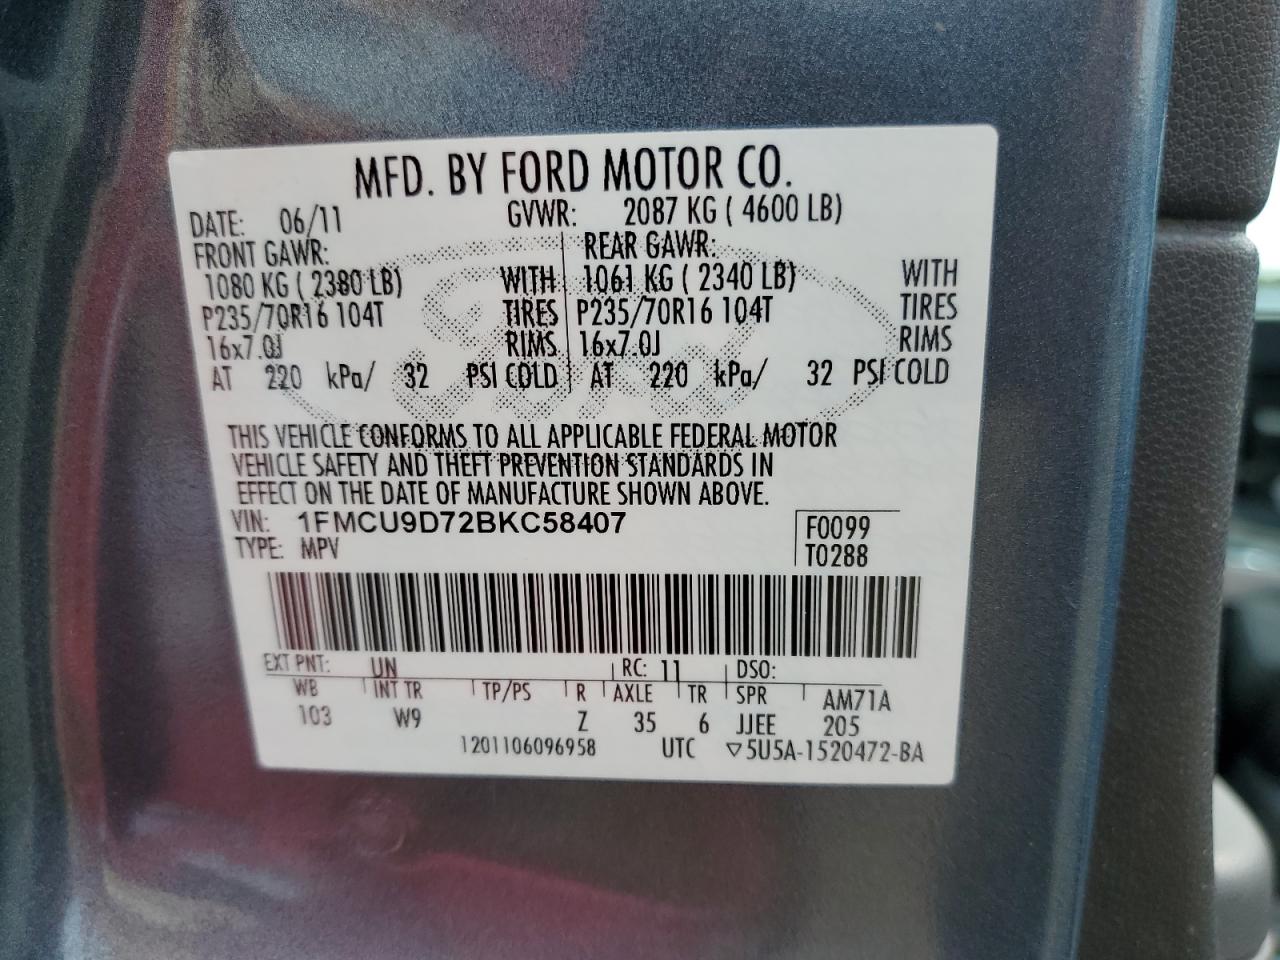 MFD. BY FORD MOTOR CO.
DATE: 06/11 GVWR: 2087 KG ( 4600 LB)
FRONT GAWR: REAR GAWR:
1080 KG ( 2380 LB) WITH 1061 KG ( 2340 LB) WITH
P235/70R16 104T TIRES P235/70R16 104T TIRES
16x7.0J RIMS 16x7.0J RIMS
AT 220 kPa/ 32 PSI COLD AT 220 kPa/ 32 PSI COLD
Ford
THIS VEHICLE CONFORMS TO ALL APPLICABLE FEDERAL MOTOR
VEHICLE SAFETY AND THEFT PREVENTION STANDARDS IN
EFFECT ON THE DATE OF MANUFACTURE SHOWN ABOVE.
VIN: 1FMCU9D72BKC58407 F0099
TYPE: MPV T0288
EXT PNT: UN RC: 11 DSO:
WB INT TR TP/PS R AXLE TR SPR AM71A
103 W9 Z 35 6 JJEE 205
1201106096958 UTC ▽5U5A-1520472-BA